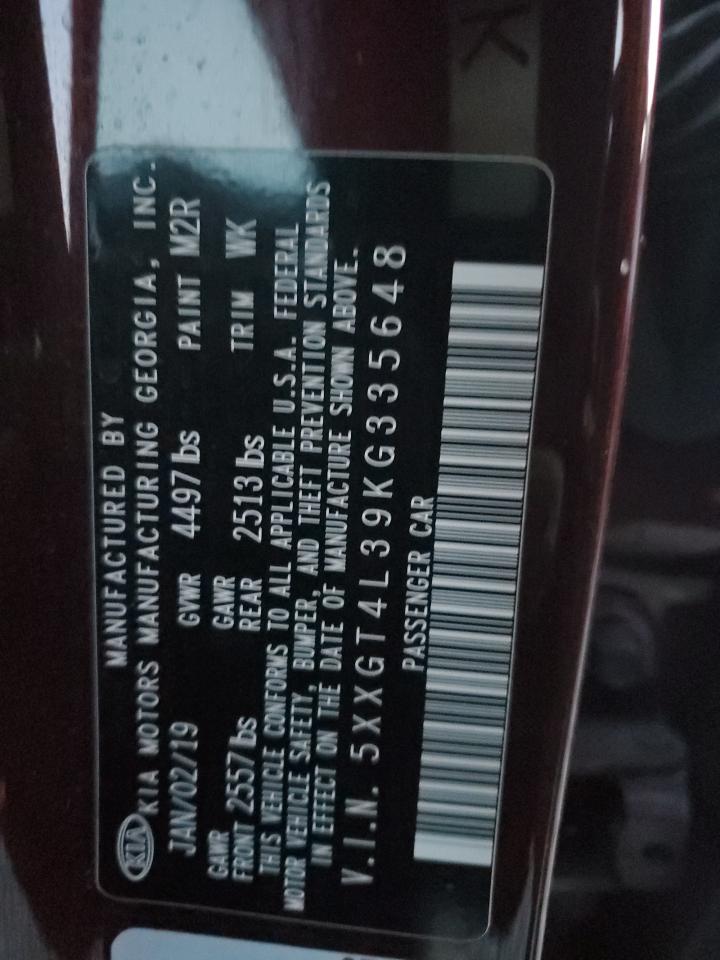 MANUFACTURED BY
KIA KIA MOTORS MANUFACTURING GEORGIA, INC.
JAN/02/19 GVWR 4497 lbs PAINT M2R
GAWR FRONT 2557 lbs GAWR REAR 2513 lbs TRIM WK
THIS VEHICLE CONFORMS TO ALL APPLICABLE U.S.A. FEDERAL
MOTOR VEHICLE SAFETY, BUMPER, AND THEFT PREVENTION STANDARDS
IN EFFECT ON THE DATE OF MANUFACTURE SHOWN ABOVE.
V.I.N. 5XXGT4L39KG335648
PASSENGER CAR
K